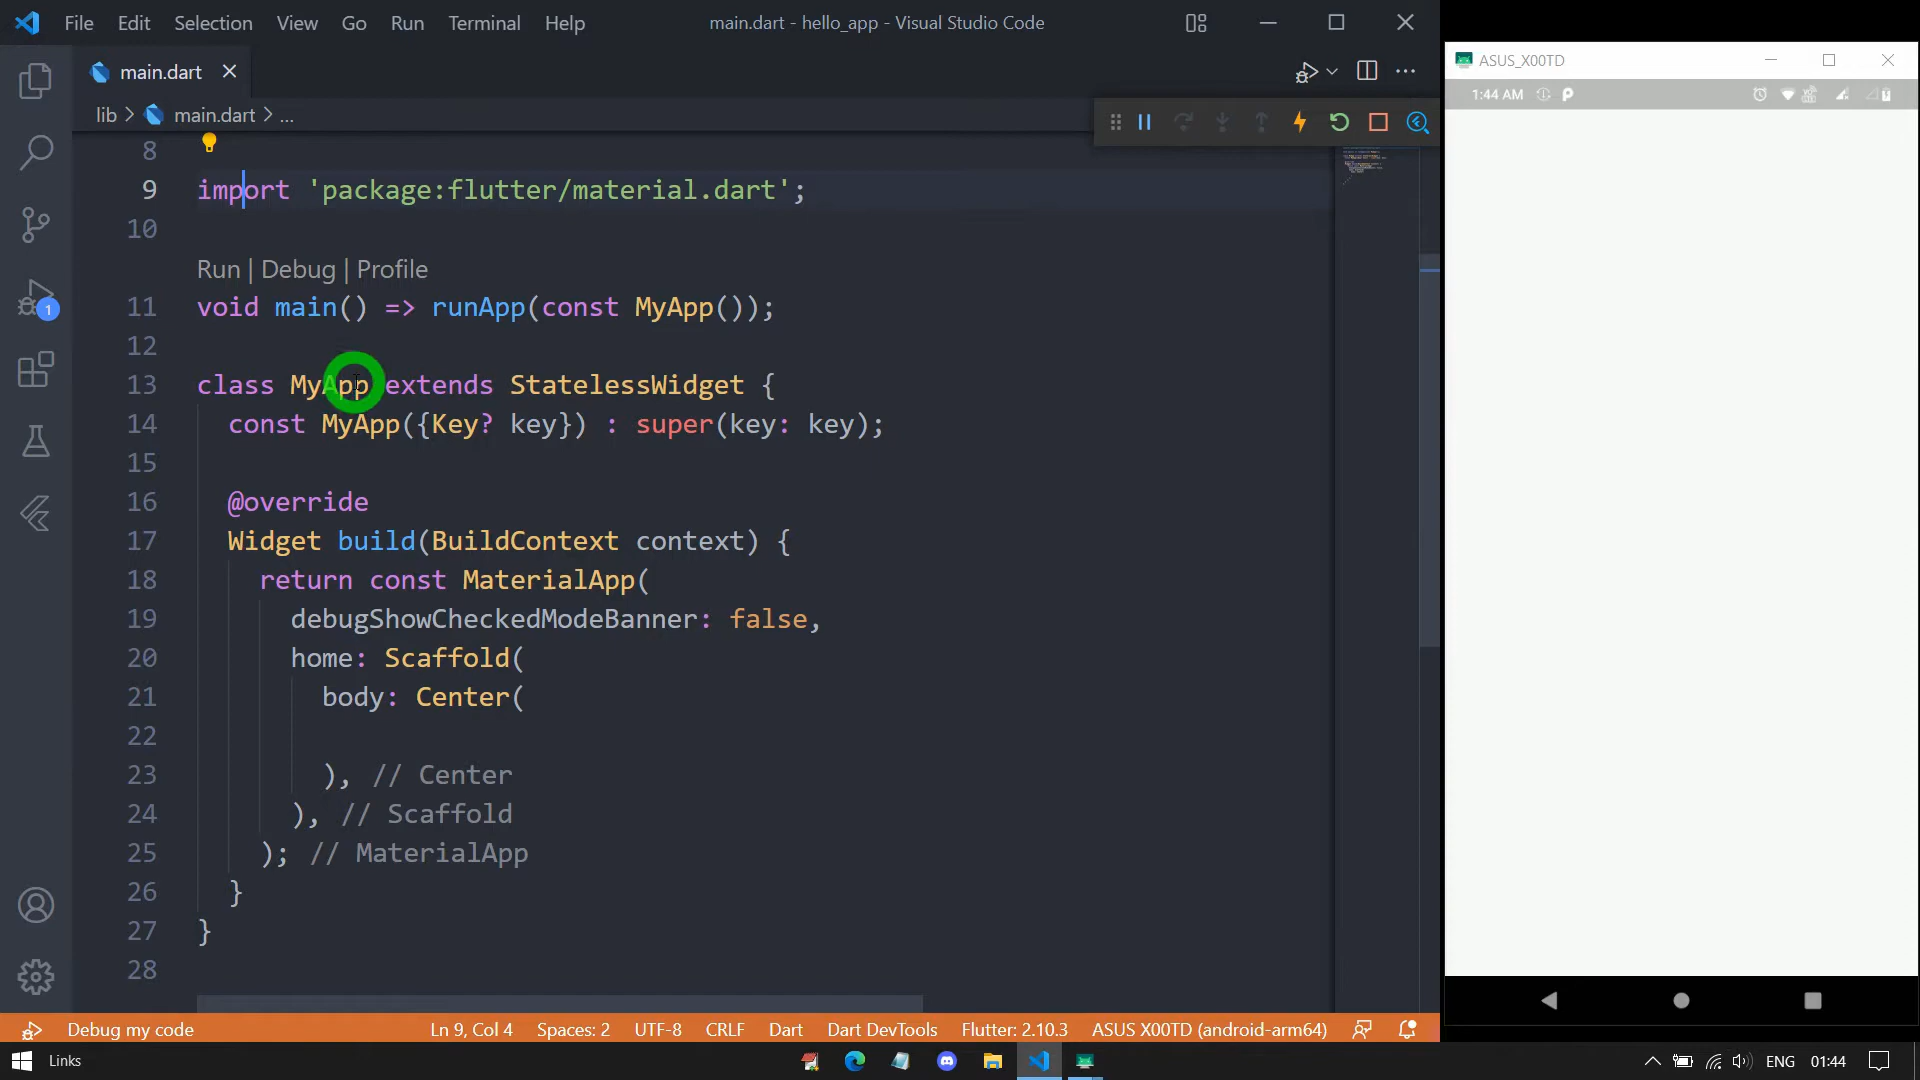 File Edit Selection View Go Run Terminal Help main.dart - hello_app - Visual Studio Code
main.dart
lib > main.dart > ...
8
9 import 'package:flutter/material.dart';
10
Run | Debug | Profile
11 void main() => runApp(const MyApp());
12
13 class MyApp extends StatelessWidget {
14 const MyApp({Key? key}) : super(key: key);
15
16 @override
17 Widget build(BuildContext context) {
18 return const MaterialApp(
19 debugShowCheckedModeBanner: false,
20 home: Scaffold(
21 body: Center(
22
23 ), // Center
24 ), // Scaffold
25 ); // MaterialApp
26 }
27 }
28
1
Debug my code Ln 9, Col 4 Spaces: 2 UTF-8 CRLF Dart Dart DevTools Flutter: 2.10.3 ASUS X00TD (android-arm64)
ASUS_X00TD
1:44 AM
Links ENG 01:44